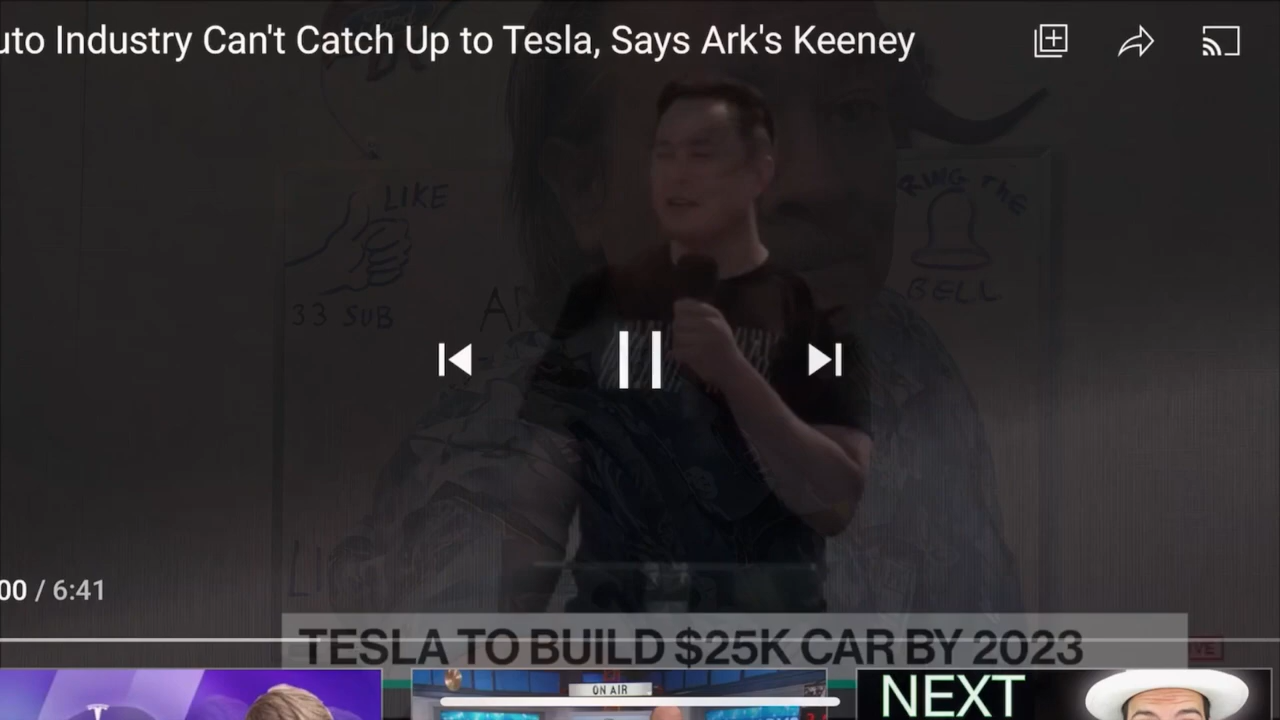 uto Industry Can't Catch Up to Tesla, Says Ark's Keeney
LIKE
RING THE
BELL
33 SUB
00 / 6:41
TESLA TO BUILD $25K CAR BY 2023
ON AIR
NEXT